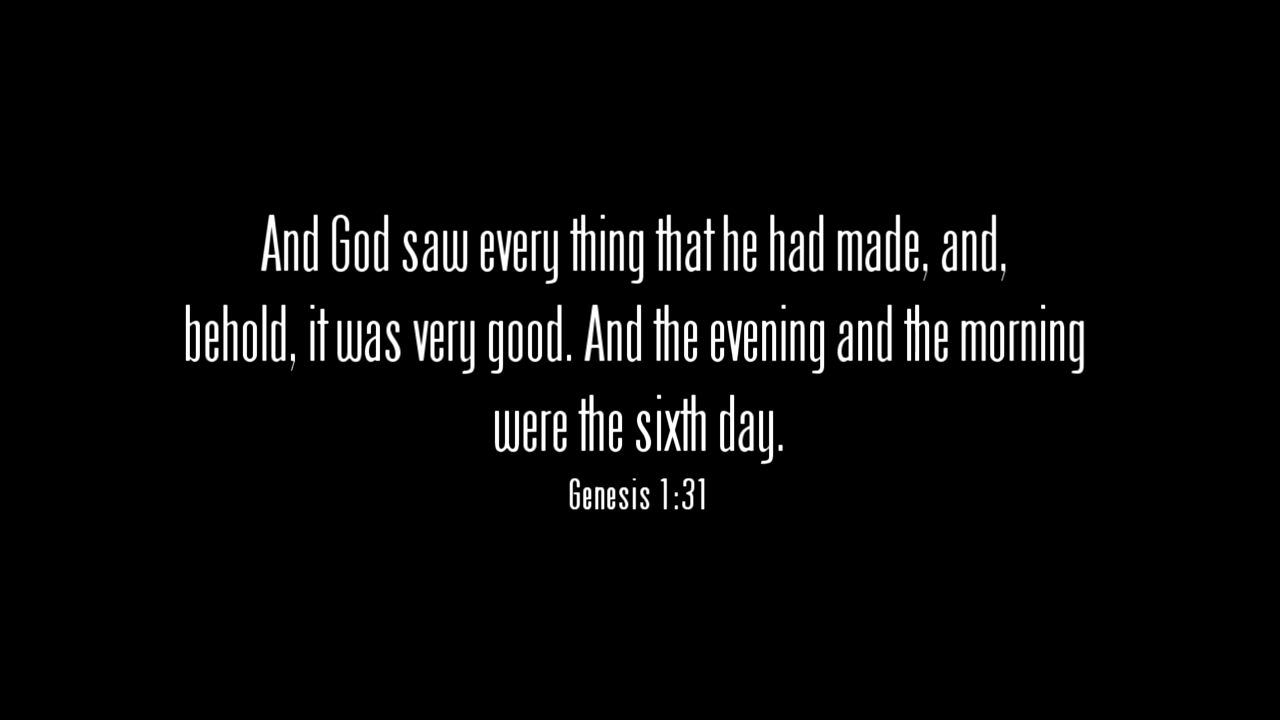 And God saw every thing that he had made, and,
behold, it was very good. And the evening and the morning
were the sixth day.
Genesis 1:31